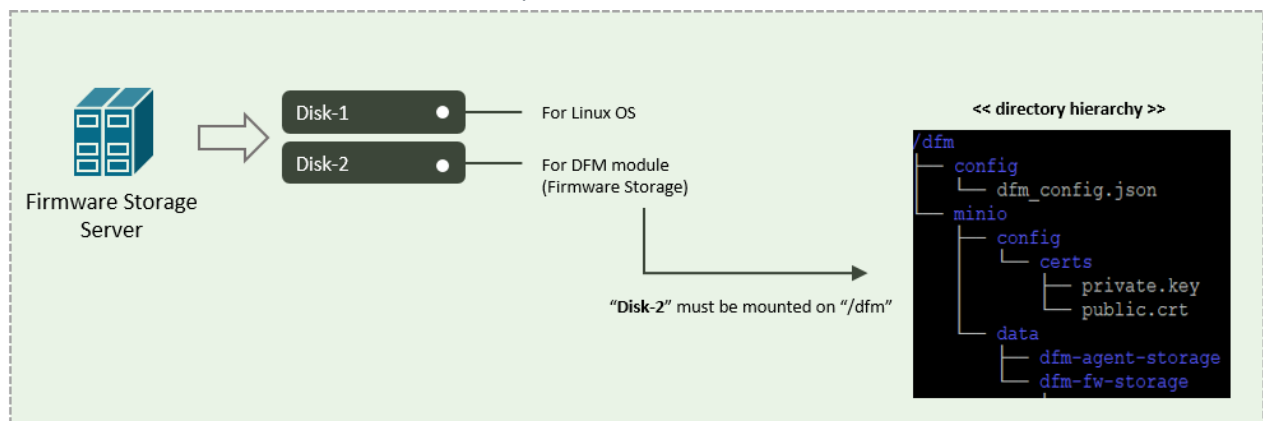 Firmware Storage
Server
Disk-1
Disk-2
For Linux OS
For DFM module
(Firmware Storage)
“Disk-2” must be mounted on “/dfm”
<< directory hierarchy >>
/dfm
├── config
│   └── dfm_config.json
└── minio
    ├── config
    │   └── certs
    │       ├── private.key
    │       └── public.crt
    └── data
        ├── dfm-agent-storage
        └── dfm-fw-storage